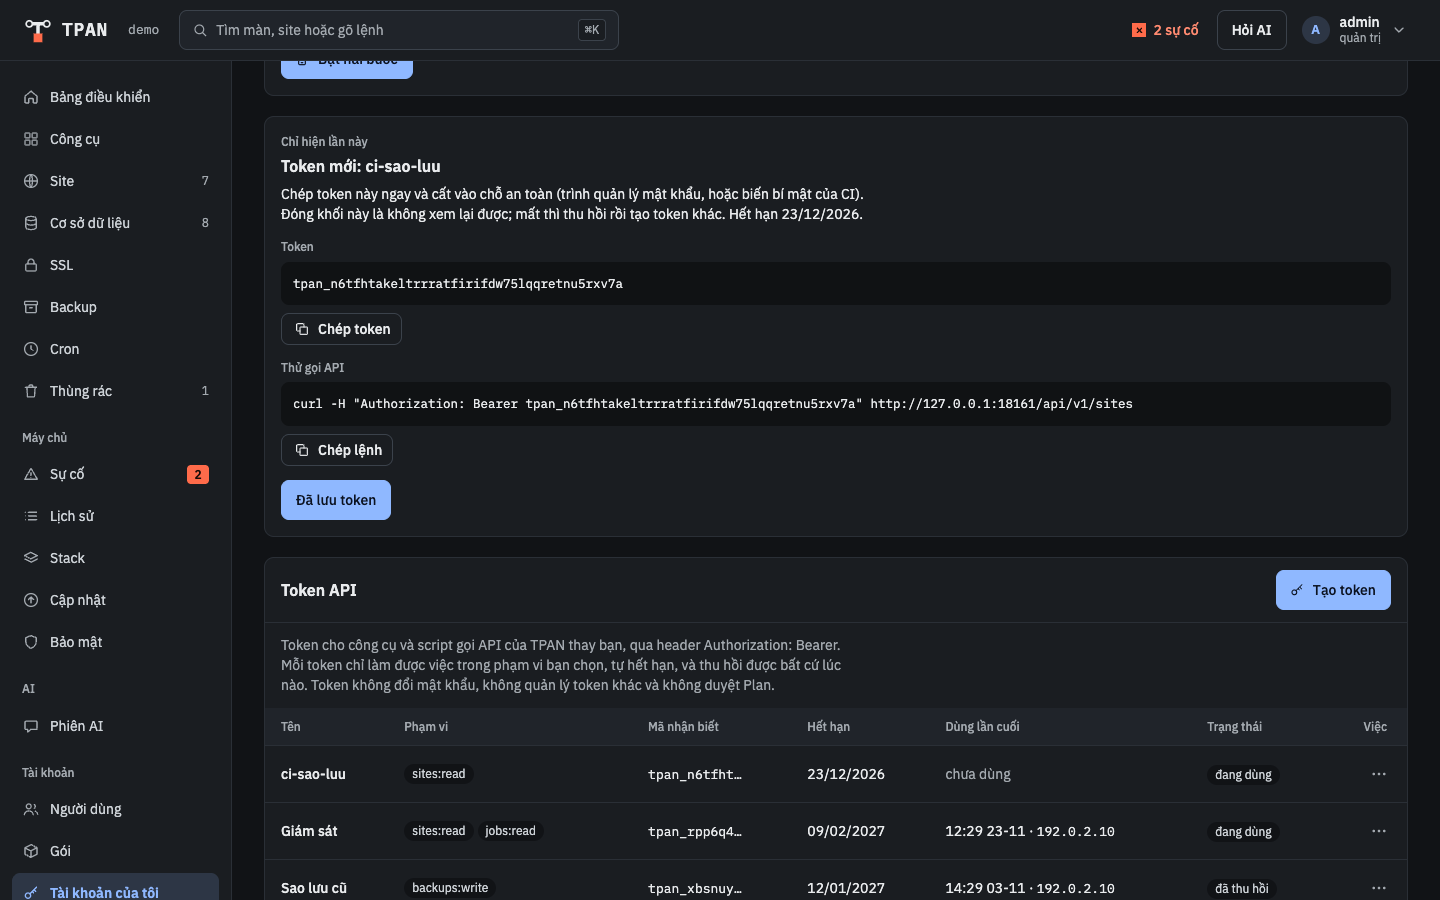 TPAN demo
Tìm màn, site hoặc gõ lệnh ⌘K
2 sự cố
Hỏi AI
A
admin
quản trị
Bảng điều khiển
Công cụ
Site 7
Cơ sở dữ liệu 8
SSL
Backup
Cron
Thùng rác 1
Máy chủ
Sự cố 2
Lịch sử
Stack
Cập nhật
Bảo mật
AI
Phiên AI
Tài khoản
Người dùng
Gói
Tài khoản của tôi
Bật hai bước
Chỉ hiện lần này
Token mới: ci-sao-luu
Chép token này ngay và cất vào chỗ an toàn (trình quản lý mật khẩu, hoặc biến bí mật của CI).
Đóng khối này là không xem lại được; mất thì thu hồi rồi tạo token khác. Hết hạn 23/12/2026.
Token
tpan_n6tfhtakeltrrratfirifdw75lqqretnu5rxv7a
Chép token
Thử gọi API
curl -H "Authorization: Bearer tpan_n6tfhtakeltrrratfirifdw75lqqretnu5rxv7a" http://127.0.0.1:18161/api/v1/sites
Chép lệnh
Đã lưu token
Token API
Tạo token
Token cho công cụ và script gọi API của TPAN thay bạn, qua header Authorization: Bearer.
Mỗi token chỉ làm được việc trong phạm vi bạn chọn, tự hết hạn, và thu hồi được bất cứ lúc
nào. Token không đổi mật khẩu, không quản lý token khác và không duyệt Plan.
Tên Phạm vi Mã nhận biết Hết hạn Dùng lần cuối Trạng thái Việc
ci-sao-luu sites:read tpan_n6tfht… 23/12/2026 chưa dùng đang dùng ···
Giám sát sites:read jobs:read tpan_rpp6q4… 09/02/2027 12:29 23-11 · 192.0.2.10 đang dùng ···
Sao lưu cũ backups:write tpan_xbsnuy… 12/01/2027 14:29 03-11 · 192.0.2.10 đã thu hồi ···